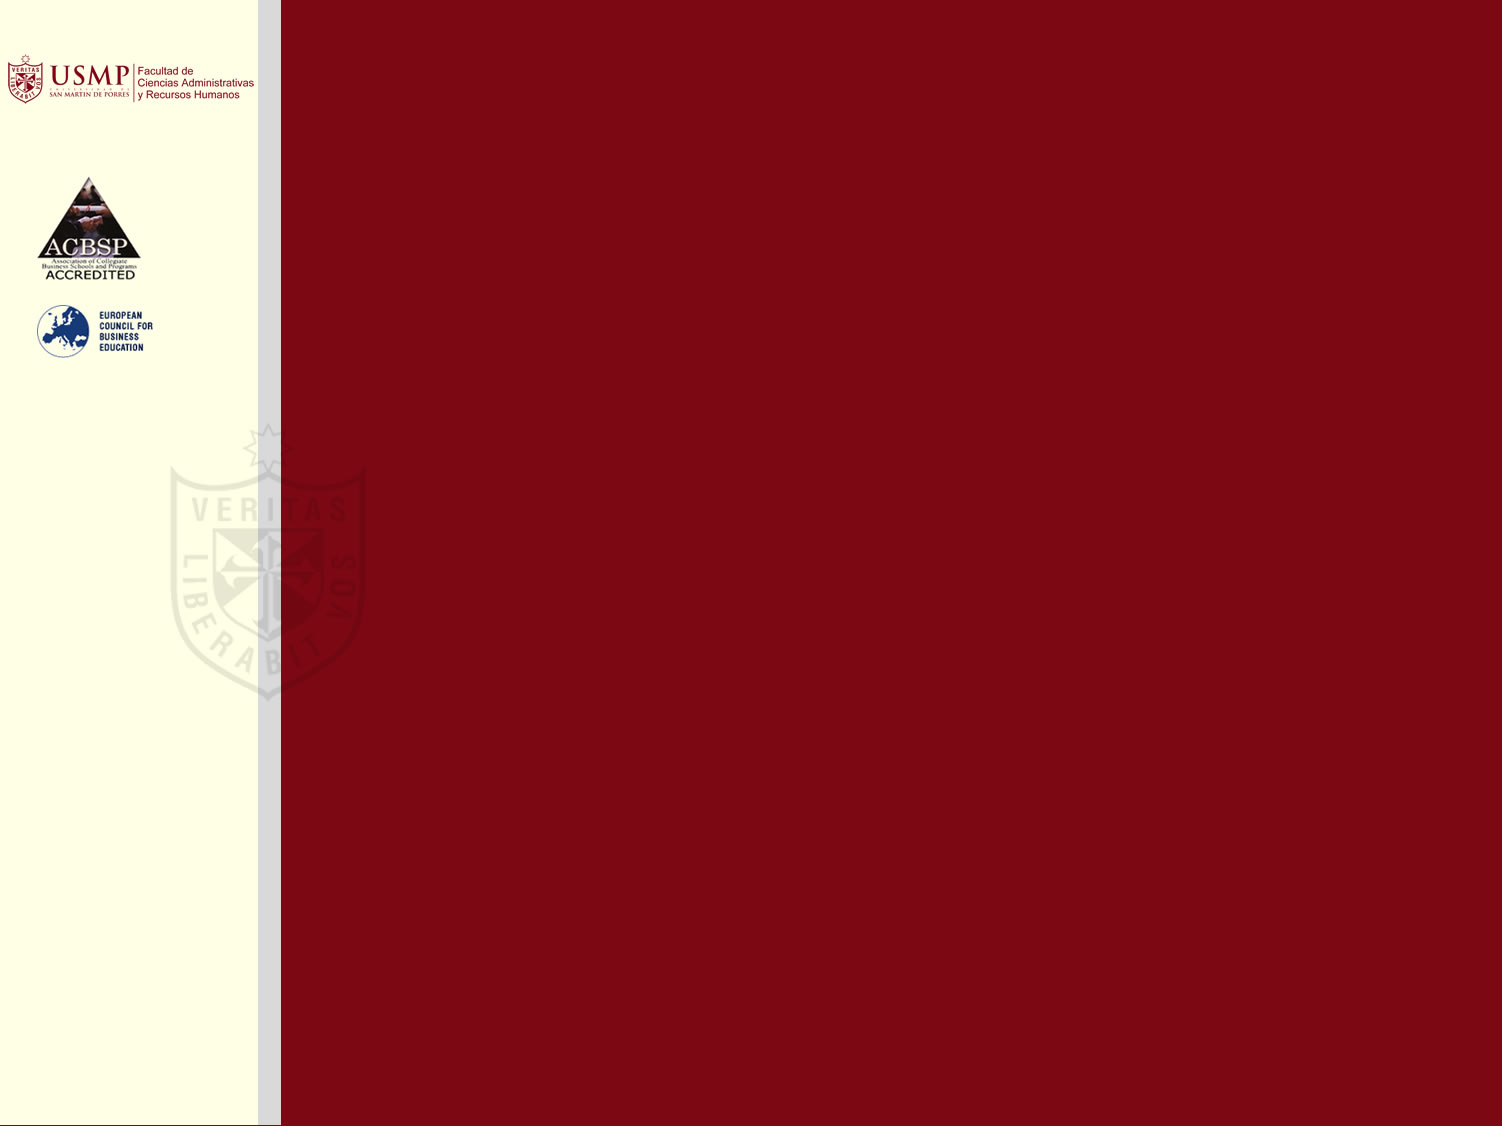 VERITAS
LIBERABIT VOS
USMP
SAN MARTIN DE PORRES
Facultad de
Ciencias Administrativas
y Recursos Humanos
ACBSP
Association of Collegiate
Business Schools and Programs
ACCREDITED
EUROPEAN
COUNCIL FOR
BUSINESS
EDUCATION
VERITAS
LIBERABIT VOS